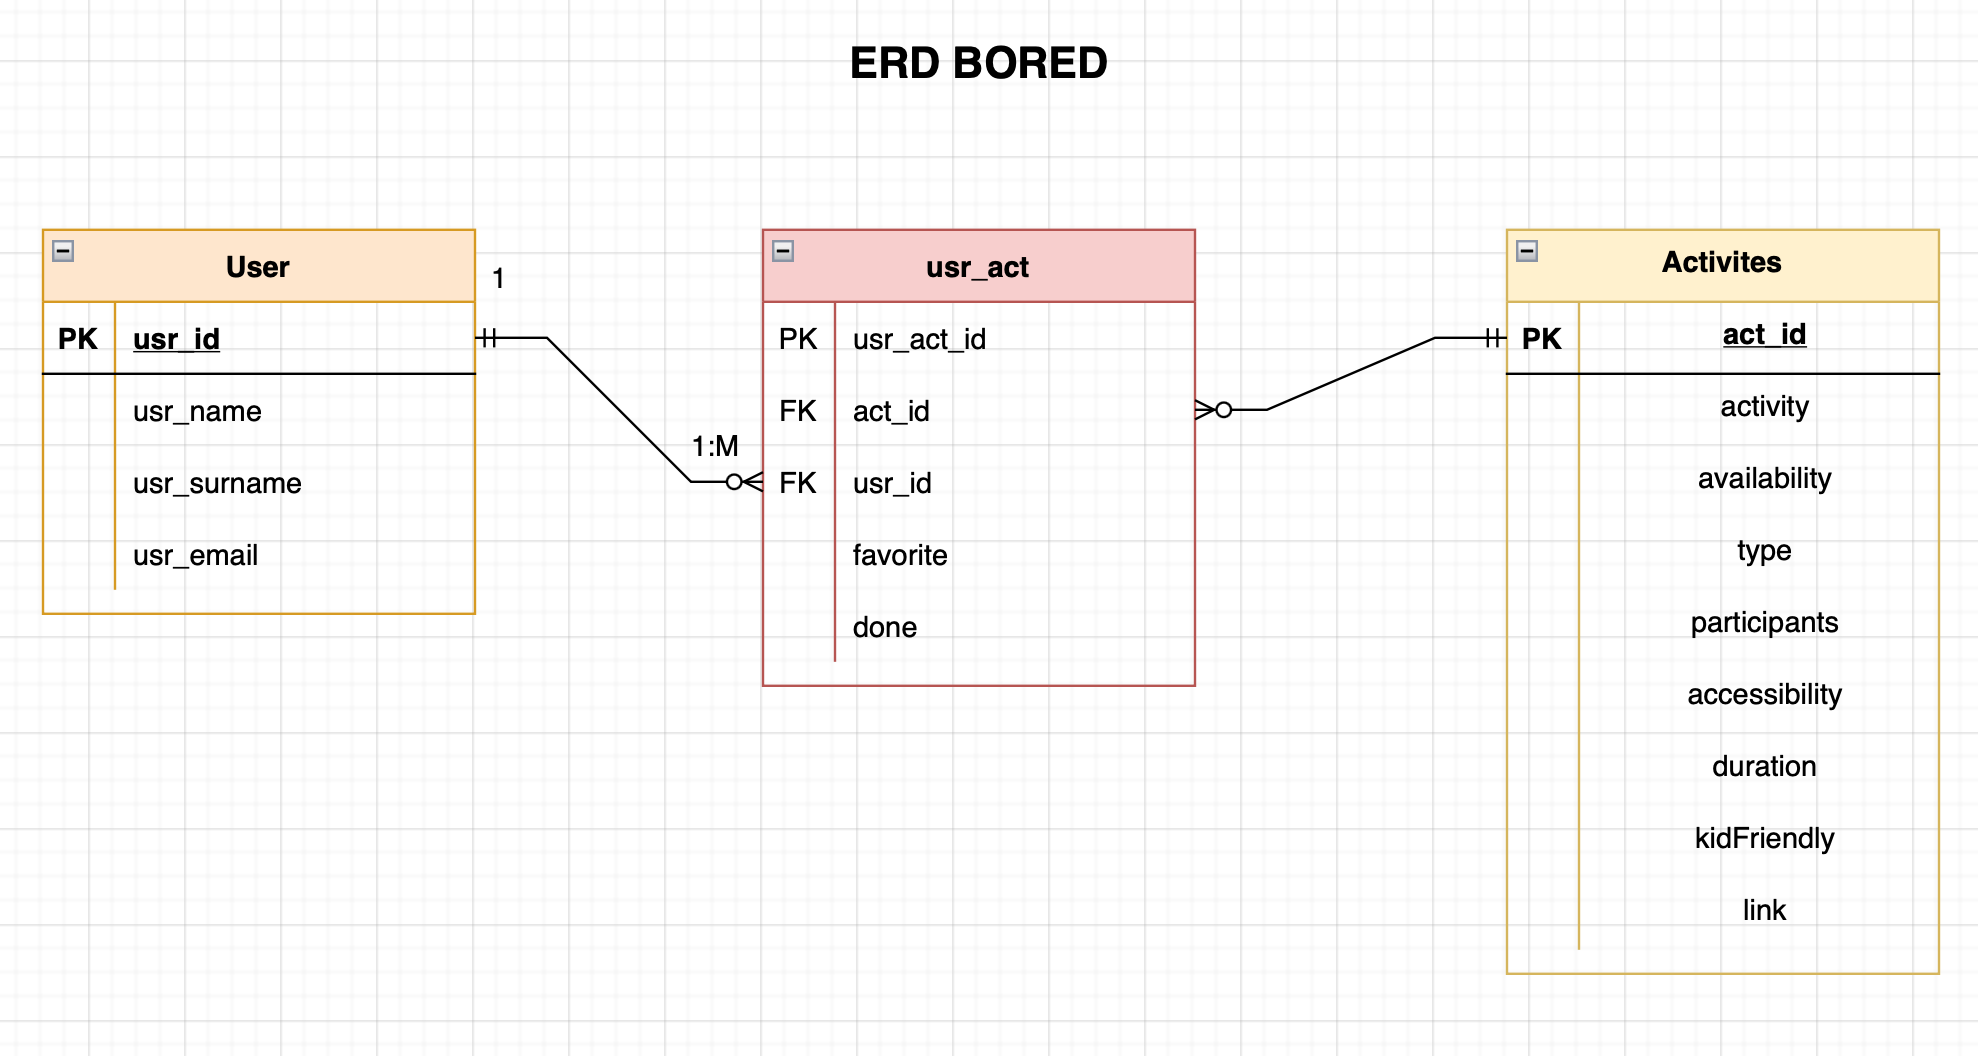 ERD BORED
User
PK usr_id
usr_name
usr_surname
usr_email
1
1:M
usr_act
PK usr_act_id
FK act_id
FK usr_id
favorite
done
Activites
PK act_id
activity
availability
type
participants
accessibility
duration
kidFriendly
link